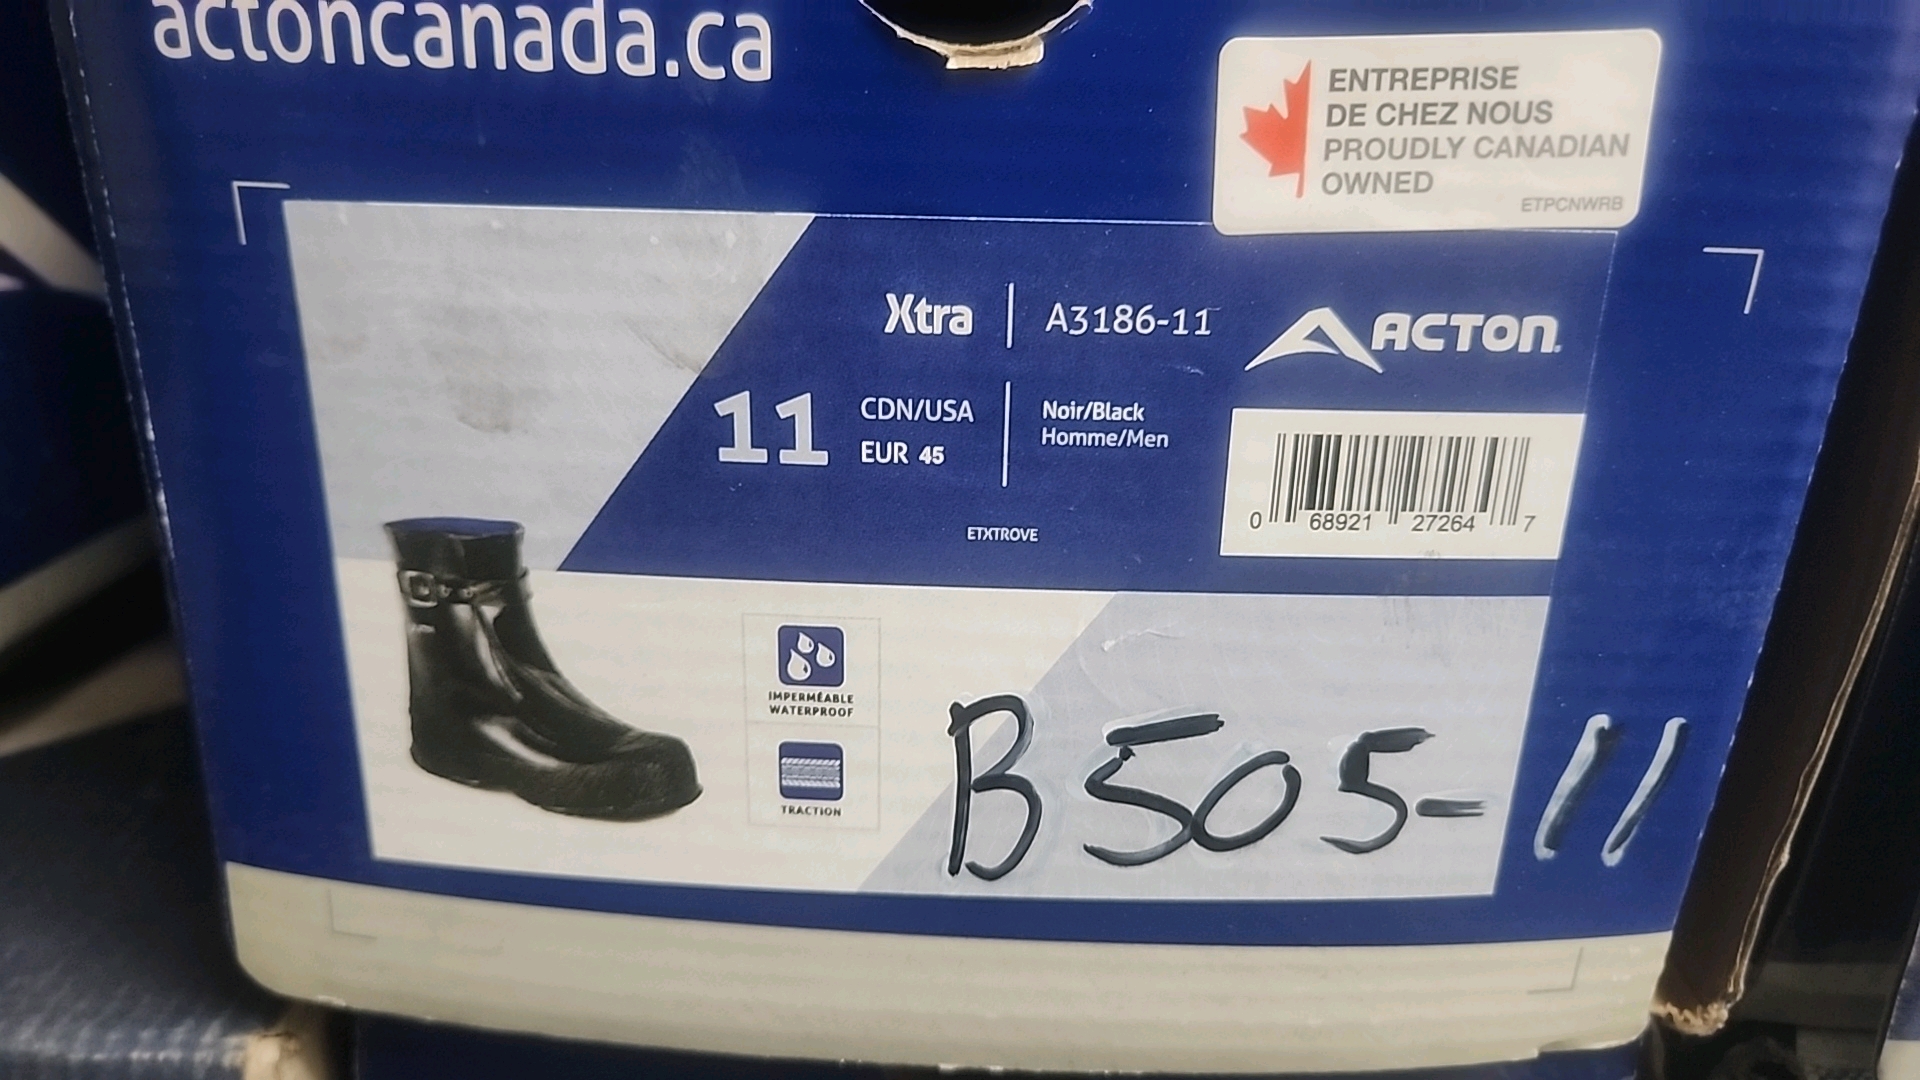 actoncanada.ca
ENTREPRISE
DE CHEZ NOUS
PROUDLY CANADIAN
OWNED
ETPCNWRB
Xtra | A3186-11
ACTON
11 CDN/USA
EUR 45
Noir/Black
Homme/Men
ETXTROVE
0 68921 27264 7
IMPERMÉABLE
WATERPROOF
TRACTION
B505-11